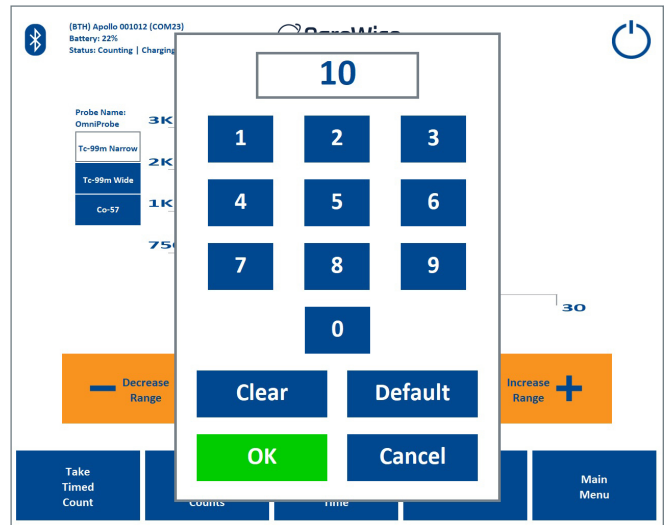 (BTH) Apollo 001012 (COM23)
Battery: 22%
Status: Counting | Charging
10
Probe Name:
OmniProbe
Tc-99m Narrow
Tc-99m Wide
Co-57
3K
2K
1K
750
30
1 2 3
4 5 6
7 8 9
0
Clear Default
OK Cancel
Decrease
Range
Increase
Range
Take
Timed
Count
Counts
Time
Main
Menu